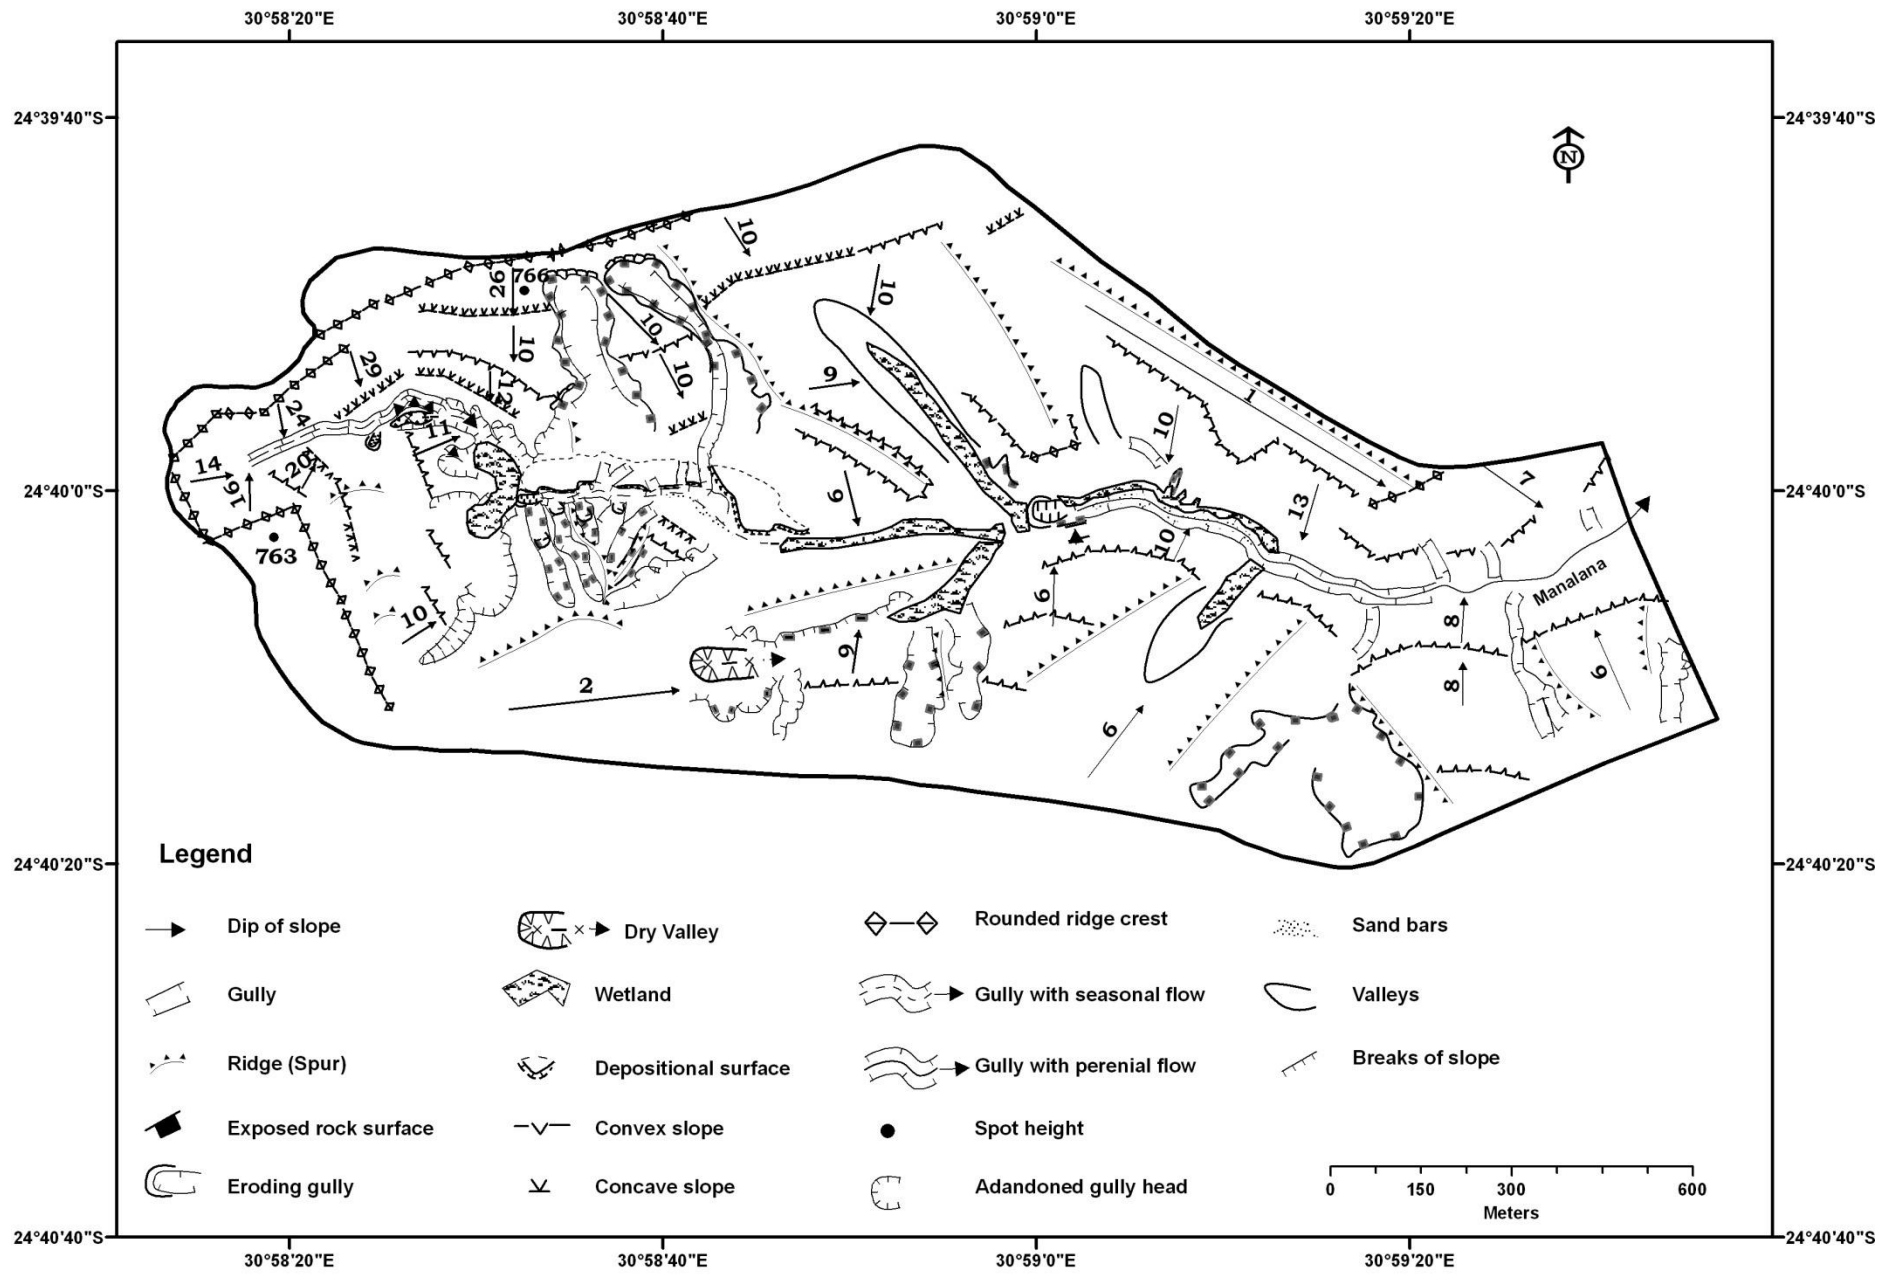 30°58'20"E 30°58'40"E 30°59'0"E 30°59'20"E
24°39'40"S 24°39'40"S
N
10
26 766
10
10
10
29
12
10
9
24
1
11
10
14
20
16
24°40'0"S 24°40'0"S
7
9
13
763
10
Manalana
9
10
8
9
9
2
8
9
6
Legend
24°40'20"S 24°40'20"S
Dip of slope
Dry Valley
Rounded ridge crest
Sand bars
Gully
Wetland
Gully with seasonal flow
Valleys
Ridge (Spur)
Depositional surface
Gully with perenial flow
Breaks of slope
Exposed rock surface
Convex slope
Spot height
Eroding gully
Concave slope
Adandoned gully head
0 150 300 600
Meters
24°40'40"S 24°40'40"S
30°58'20"E 30°58'40"E 30°59'0"E 30°59'20"E